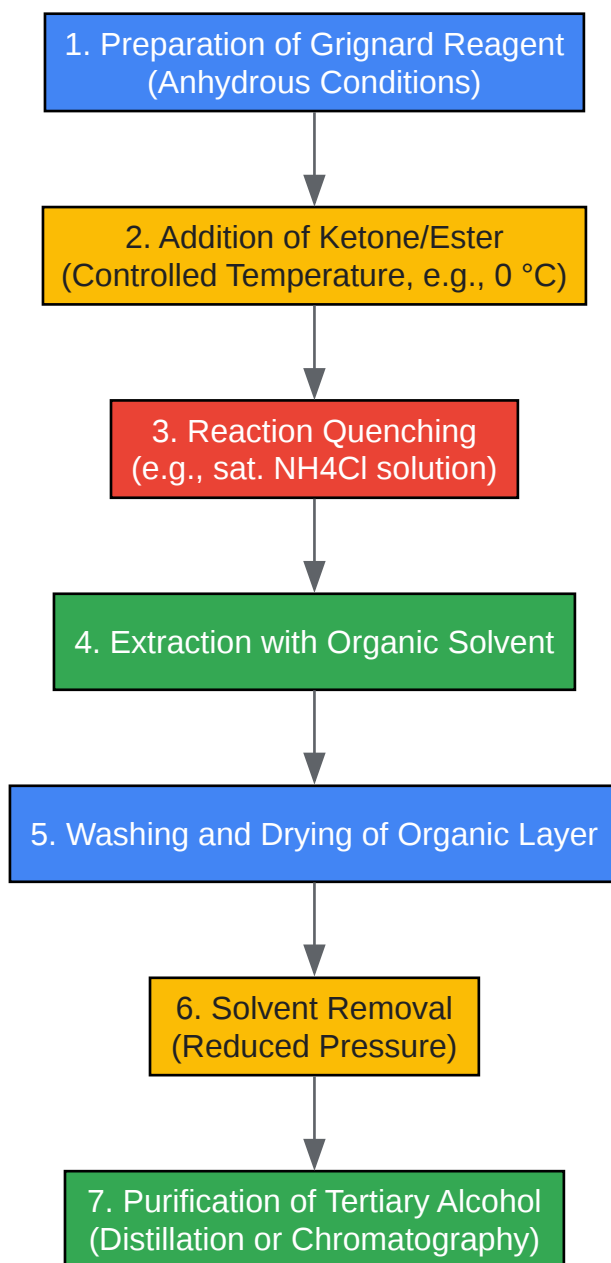 1. Preparation of Grignard Reagent
(Anhydrous Conditions)
2. Addition of Ketone/Ester
(Controlled Temperature, e.g., 0 °C)
3. Reaction Quenching
(e.g., sat. NH4Cl solution)
4. Extraction with Organic Solvent
5. Washing and Drying of Organic Layer
6. Solvent Removal
(Reduced Pressure)
7. Purification of Tertiary Alcohol
(Distillation or Chromatography)